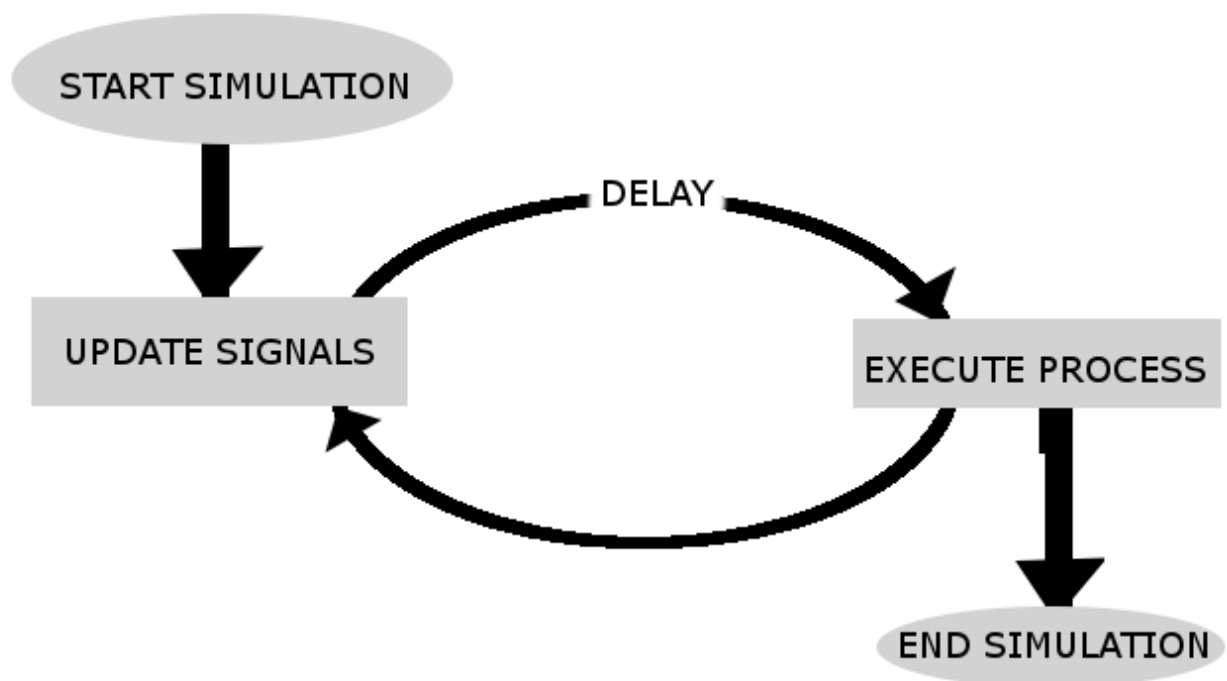 START SIMULATION
DELAY
UPDATE SIGNALS
EXECUTE PROCESS
END SIMULATION